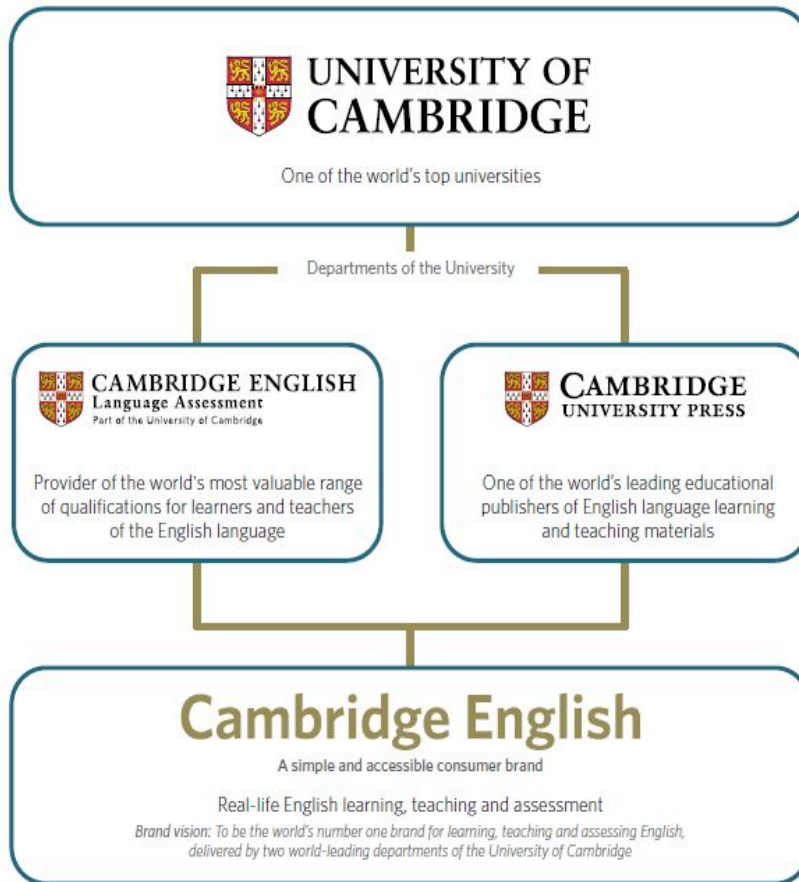 UNIVERSITY OF
CAMBRIDGE
One of the world's top universities
Departments of the University
CAMBRIDGE ENGLISH
Language Assessment
Part of the University of Cambridge
Provider of the world's most valuable range
of qualifications for learners and teachers
of the English language
CAMBRIDGE
UNIVERSITY PRESS
One of the world's leading educational
publishers of English language learning
and teaching materials
Cambridge English
A simple and accessible consumer brand
Real-life English learning, teaching and assessment
Brand vision: To be the world's number one brand for learning, teaching and assessing English,
delivered by two world-leading departments of the University of Cambridge